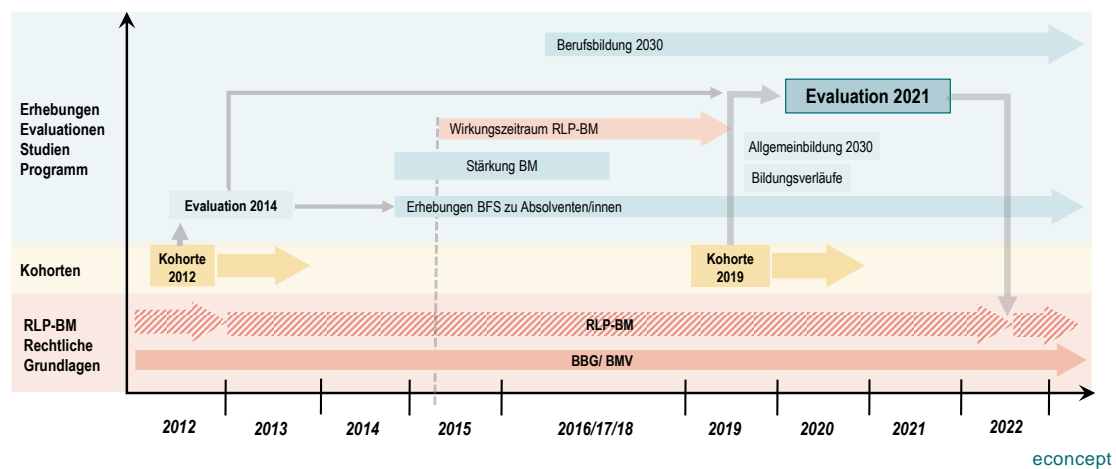 Berufsbildung 2030
Erhebungen
Evaluationen
Studien
Programm
Evaluation 2021
Wirkungszeitraum RLP-BM
Allgemeinbildung 2030
Stärkung BM
Bildungsverläufe
Evaluation 2014
Erhebungen BFS zu Absolventen/innen
Kohorten
Kohorte
2012
Kohorte
2019
RLP-BM
Rechtliche
Grundlagen
RLP-BM
BBG/ BMV
2012
2013
2014
2015
2016/17/18
2019
2020
2021
2022
econcept